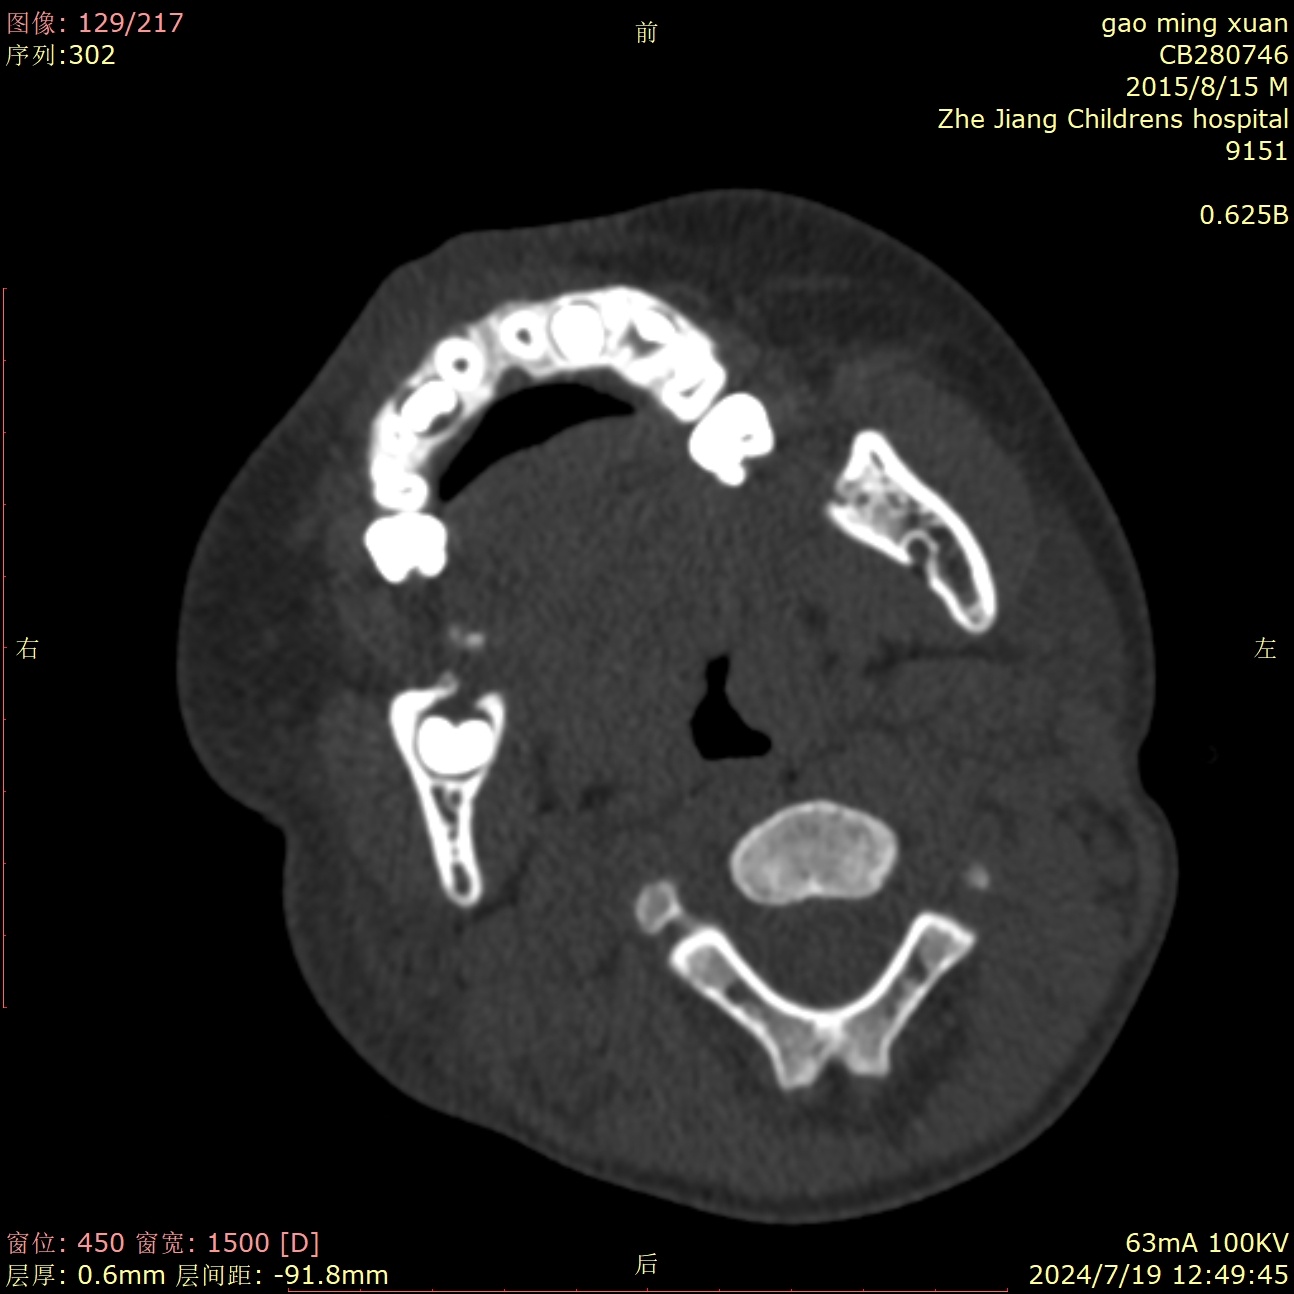 图像: 129/217
序列:302
前
gao ming xuan
CB280746
2015/8/15 M
Zhe Jiang Childrens hospital
9151
0.625B
右
左
窗位: 450 窗宽: 1500 [D]
层厚: 0.6mm 层间距: -91.8mm
后
63mA 100KV
2024/7/19 12:49:45